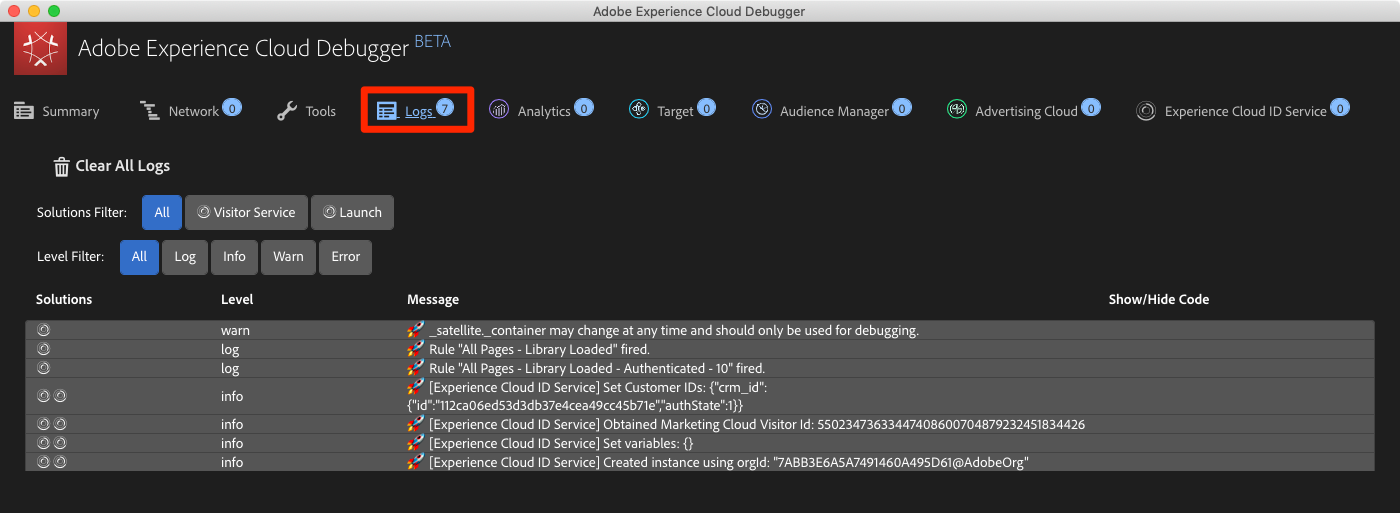 Adobe Experience Cloud Debugger
Adobe Experience Cloud Debugger BETA
Summary Network 0 Tools Logs 7 Analytics 0 Target 0 Audience Manager 0 Advertising Cloud 0 Experience Cloud ID Service 0
Clear All Logs
Solutions Filter: All Visitor Service Launch
Level Filter: All Log Info Warn Error
Solutions Level Message Show/Hide Code
warn 🚀 _satellite._container may change at any time and should only be used for debugging.
log 🚀 Rule "All Pages - Library Loaded" fired.
log 🚀 Rule "All Pages - Library Loaded - Authenticated - 10" fired.
info 🚀 [Experience Cloud ID Service] Set Customer IDs: {"crm_id":
{"id":"112ca06ed53d3db37e4cea49cc45b71e","authState":1}}
info 🚀 [Experience Cloud ID Service] Obtained Marketing Cloud Visitor Id: 55023473633447408600704879232451834426
info 🚀 [Experience Cloud ID Service] Set variables: {}
info 🚀 [Experience Cloud ID Service] Created instance using orgId: "7ABB3E6A5A7491460A495D61@AdobeOrg"